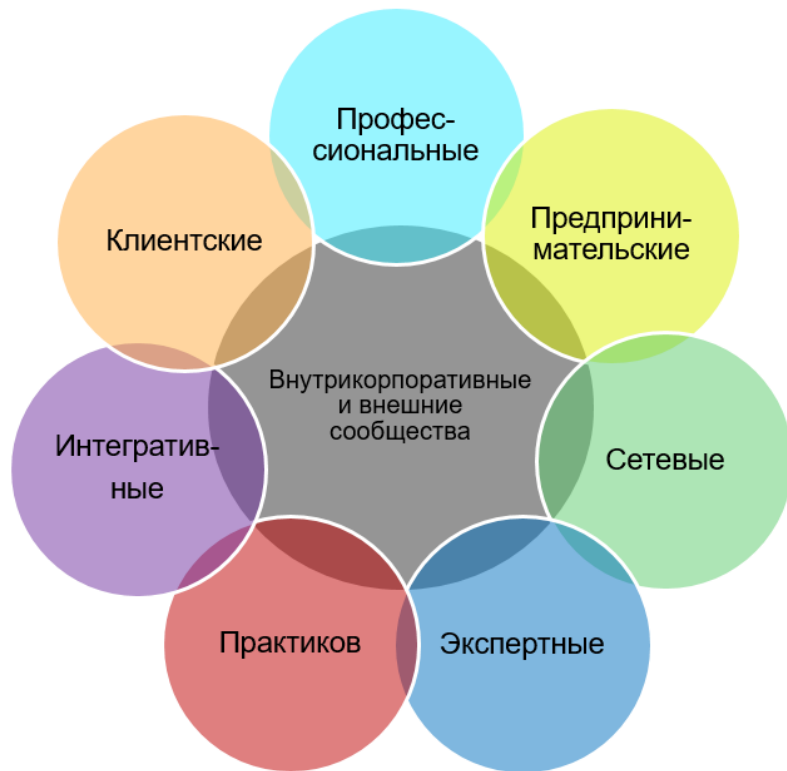 Профес-
сиональные
Предприни-
мательские
Клиентские
Внутрикорпоративные
и внешние
сообщества
Интегратив-
ные
Сетевые
Практиков
Экспертные